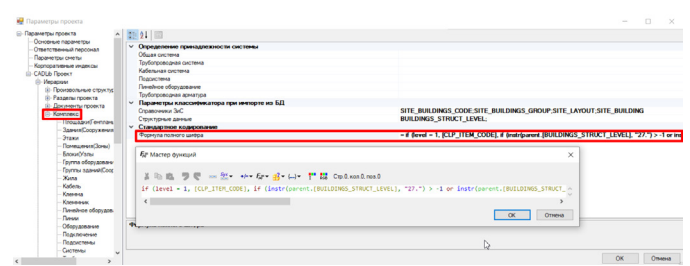 Параметры проекта
Параметры проекта
Основные параметры
Ответственный персонал
Параметры сметы
Корпоративные индексы
CADLib Проект
Иерархии
Произвольные структур
Разделы проекта
Документы проекта
Комплекс
Площадки(Генплань
Здания(Сооружения
Этажи
Помещения(Зоны)
Блоки(Узлы
Группа оборудовани
Группы зданий(Соор
Жила
Кабель
Клемма
Клеммник
Линейное оборудов
Линии
Оборудование
Подключение
Подсистемы
Системы
Определение принадлежности системы
Общая система
Трубопроводная система
Кабельная система
Подсистема
Линейное оборудование
Трубопроводная арматура
Параметры классификатора при импорте из БД
Справочники ЗиС SITE_BUILDINGS_CODE;SITE_BUILDINGS_GROUP;SITE_LAYOUT;SITE_BUILDING
Структурные данные BUILDINGS_STRUCT_LEVEL;
Стандартное кодирование
Формула полного шифра = if (level = 1, [CLP_ITEM_CODE], if (instr(parent.[BUILDINGS_STRUCT_LEVEL], "27.") > -1 or ins
Мастер функций
Стр.0, кол.0, поз.0
if (level = 1, [CLP_ITEM_CODE], if (instr(parent.[BUILDINGS_STRUCT_LEVEL], "27.") > -1 or instr(parent.[BUILDINGS_STRUCT_
OK Отмена
OK Отмена